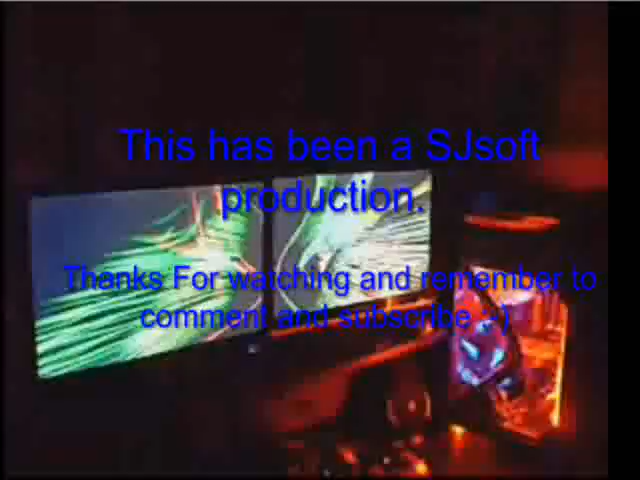 This has been a SJsoft
production.
Thanks For watching and remember to
comment and subscribe :-)